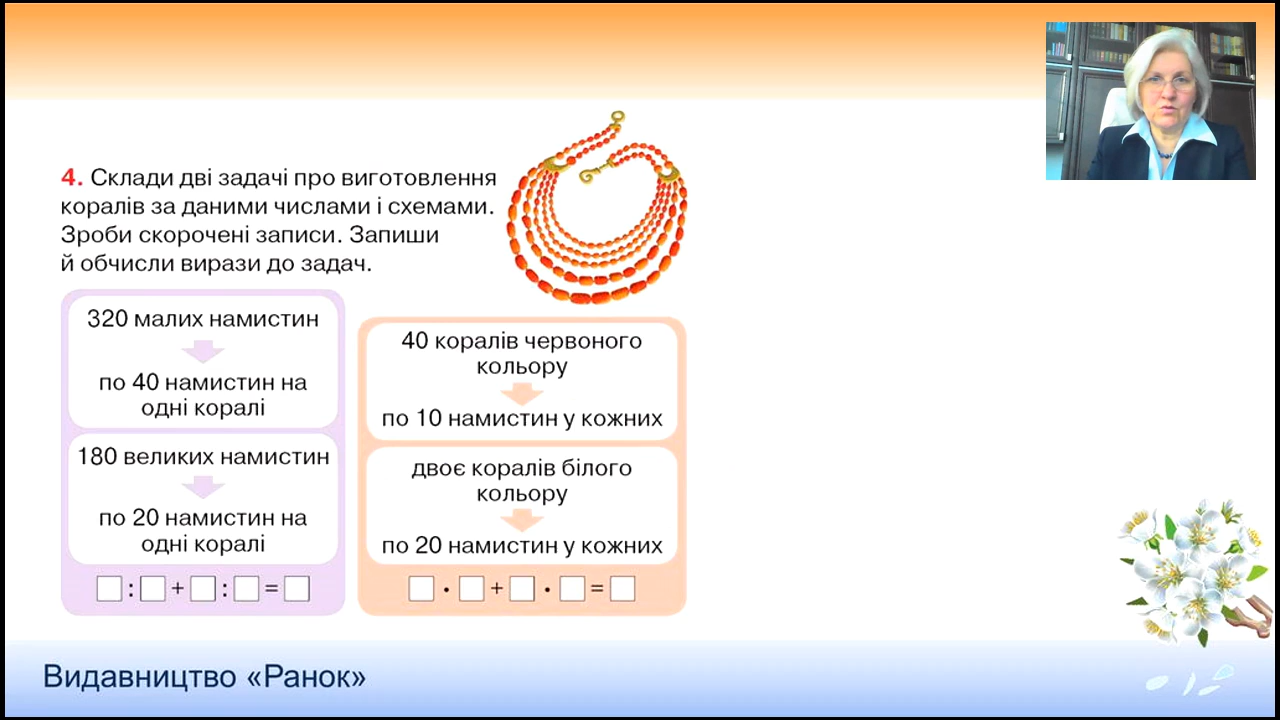 4. Склади дві задачі про виготовлення
коралів за даними числами і схемами.
Зроби скорочені записи. Запиши
й обчисли вирази до задач.
320 малих намистин
по 40 намистин на
одні коралі
180 великих намистин
по 20 намистин на
одні коралі
□ : □ + □ : □ = □
40 коралів червоного
кольору
по 10 намистин у кожних
двоє коралів білого
кольору
по 20 намистин у кожних
□ · □ + □ · □ = □
Видавництво «Ранок»